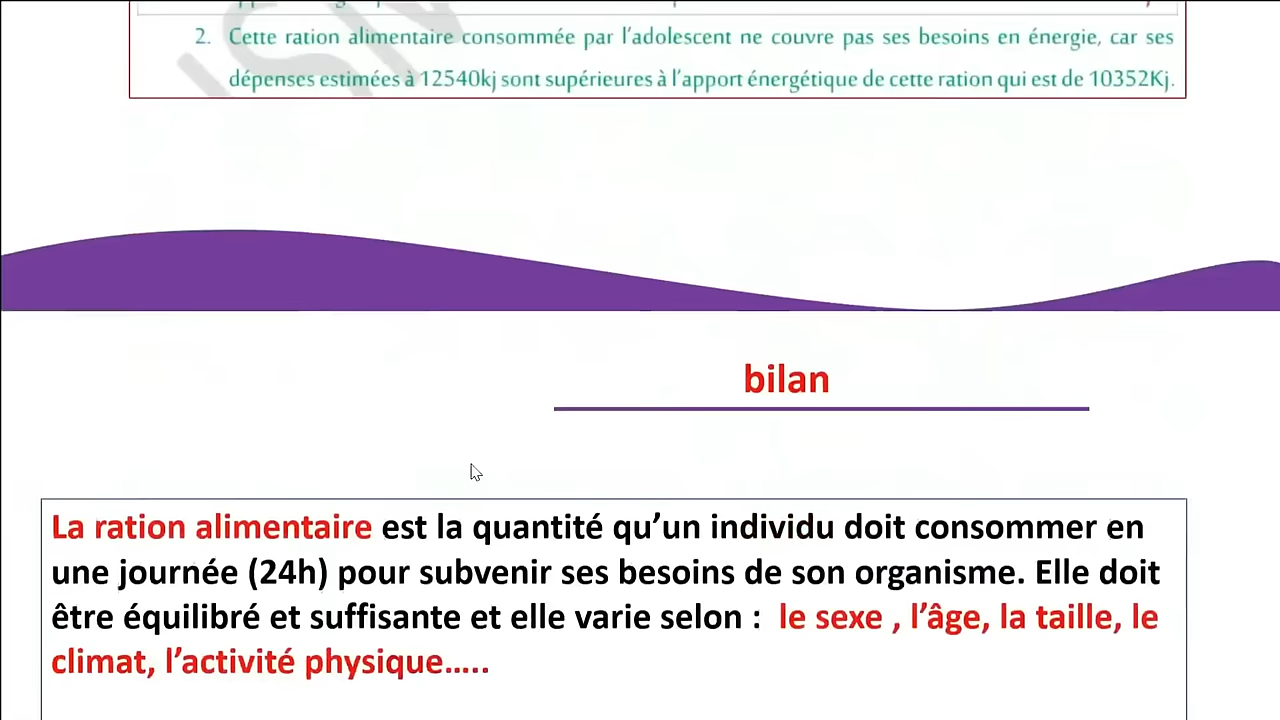 2. Cette ration alimentaire consommée par l'adolescent ne couvre pas ses besoins en énergie, car ses
dépenses estimées à 12540kj sont supérieures à l'apport énergétique de cette ration qui est de 10352Kj.
bilan
La ration alimentaire est la quantité qu'un individu doit consommer en
une journée (24h) pour subvenir ses besoins de son organisme. Elle doit
être équilibré et suffisante et elle varie selon : le sexe , l'âge, la taille, le
climat, l'activité physique.....